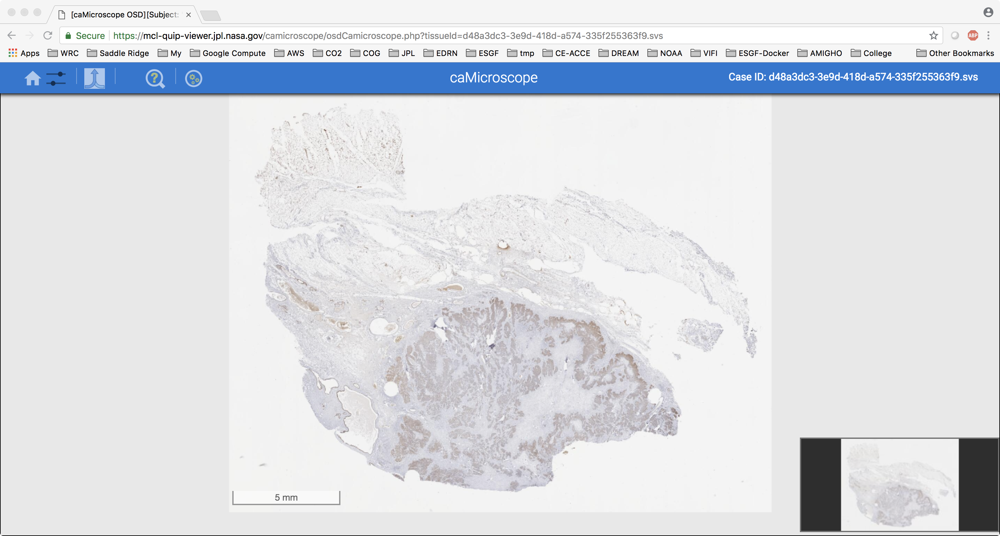 [caMicroscope OSD][Subject:
Secure https://mcl-quip-viewer.jpl.nasa.gov/camicroscope/osdCamicroscope.php?tissueId=d48a3dc3-3e9d-418d-a574-335f255363f9.svs ABP
Apps WRC Saddle Ridge My Google Compute AWS CO2 COG JPL EDRN ESGF tmp CE-ACCE DREAM NOAA VIFI ESGF-Docker AMIGHO College Other Bookmarks
? caMicroscope Case ID: d48a3dc3-3e9d-418d-a574-335f255363f9.svs
5 mm